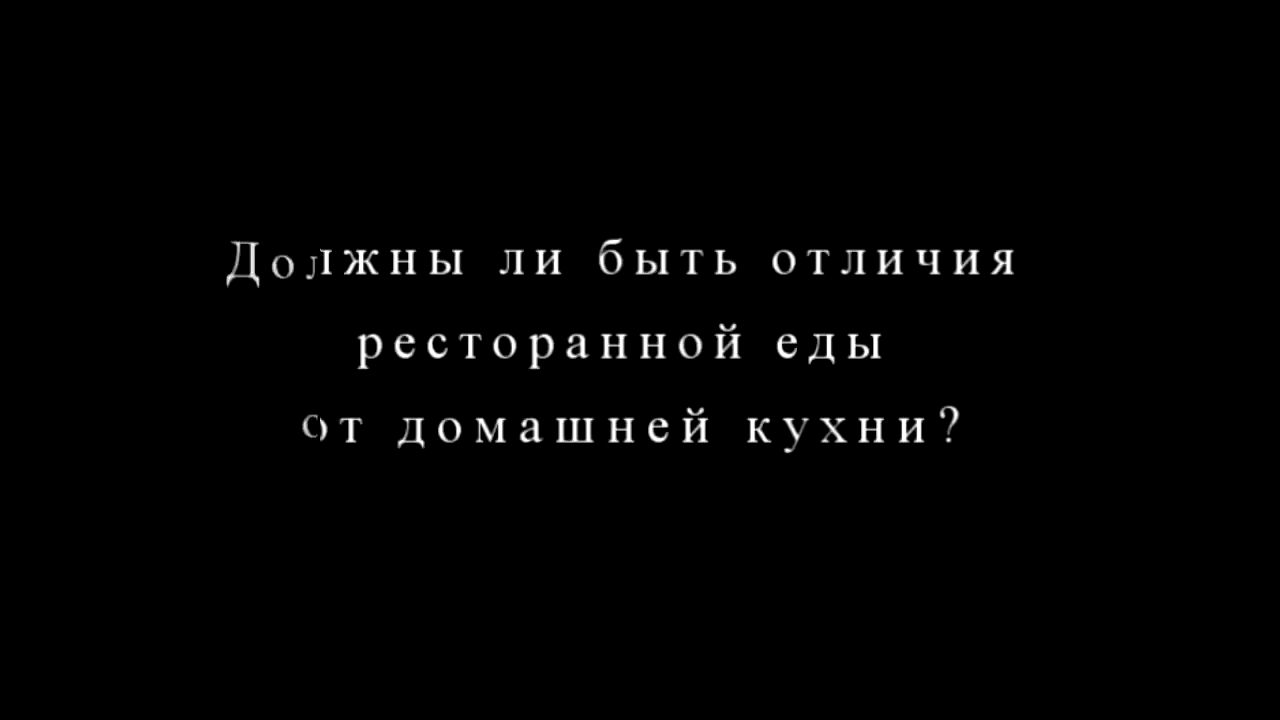 Должны ли быть отличия
ресторанной еды
от домашней кухни?